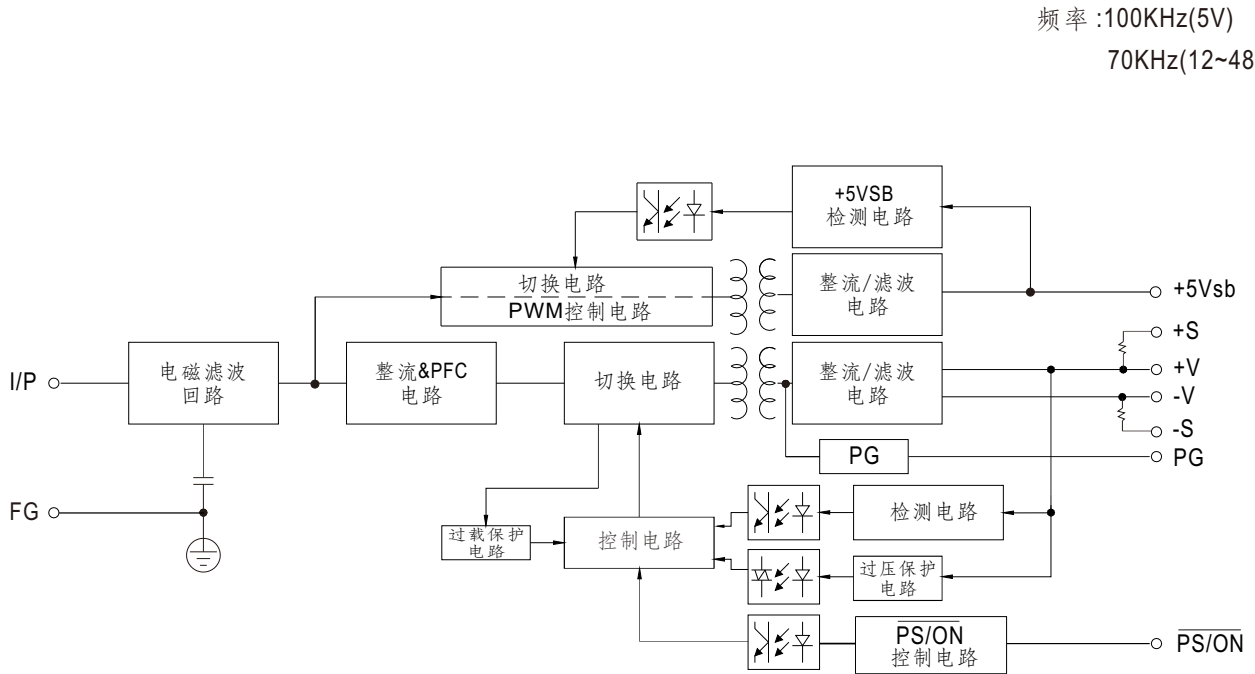 频率 :100KHz(5V)
70KHz(12~48
+5VSB
检测电路
切换电路
PWM控制电路
整流/滤波
电路
+5Vsb
+S
I/P
电磁滤波
回路
整流&PFC
电路
切换电路
整流/滤波
电路
+V
-V
-S
PG
PG
FG
过载保护
电路
控制电路
检测电路
过压保护
电路
PS/ON
控制电路
PS/ON